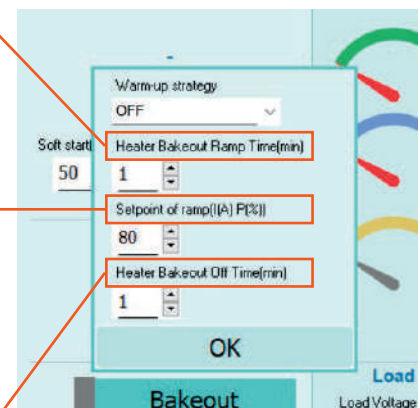 Warm-up strategy
OFF
Soft start
Heater Bakeout Ramp Time(min)
50
1
Setpoint of ramp(I(A) P(%))
80
Heater Bakeout Off Time(min)
1
OK
Bakeout
Load
Load Voltage